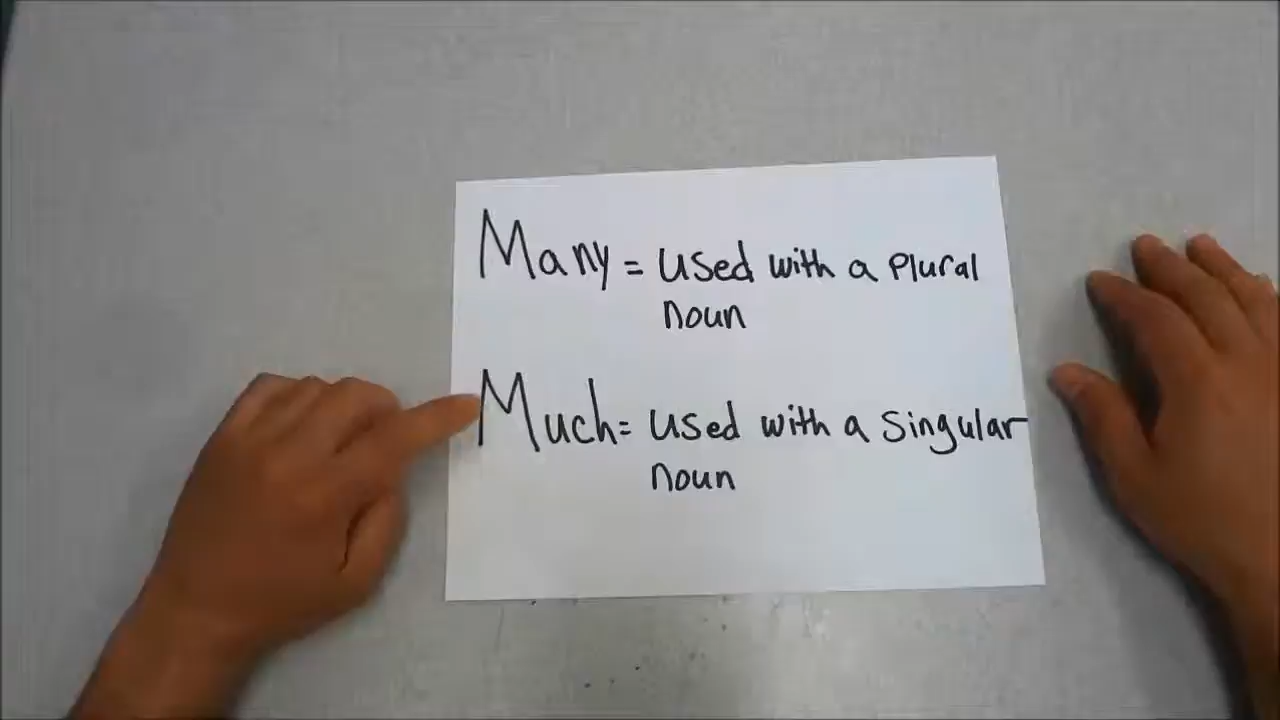 Many = used with a plural
noun
Much = used with a singular
noun